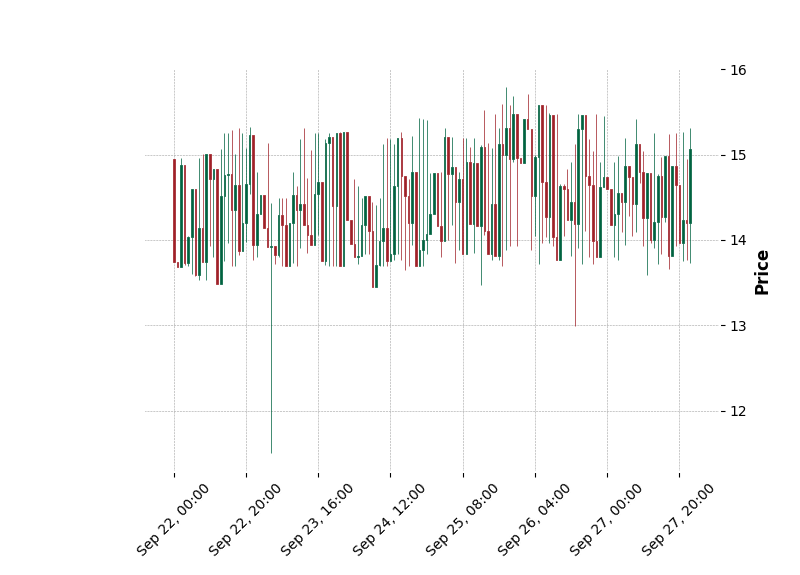 16
15
14
13
12
Price
Sep 22, 00:00
Sep 22, 20:00
Sep 23, 16:00
Sep 24, 12:00
Sep 25, 08:00
Sep 26, 04:00
Sep 27, 00:00
Sep 27, 20:00